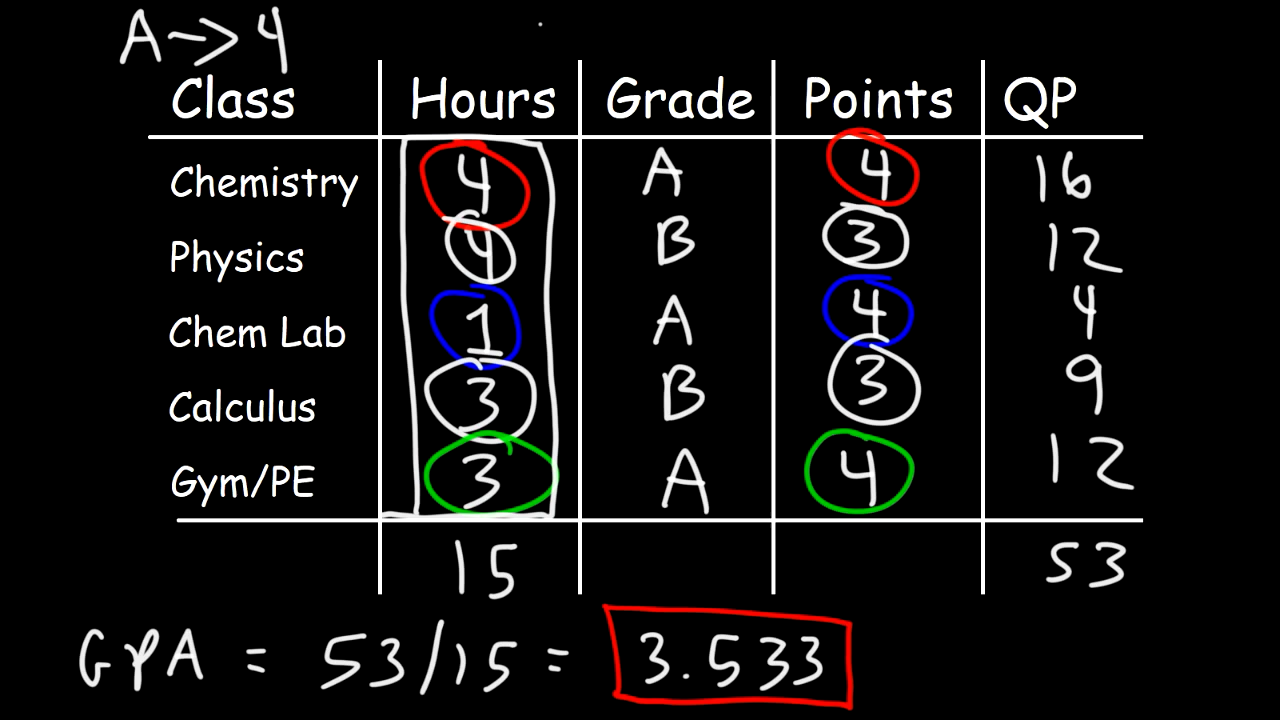 A->4
Class Hours Grade Points QP
Chemistry 4 A 4 16
Physics 4 B 3 12
Chem Lab 1 A 4 4
Calculus 3 B 3 9
Gym/PE 3 A 4 12
15 53
GPA = 53/15 = 3.533